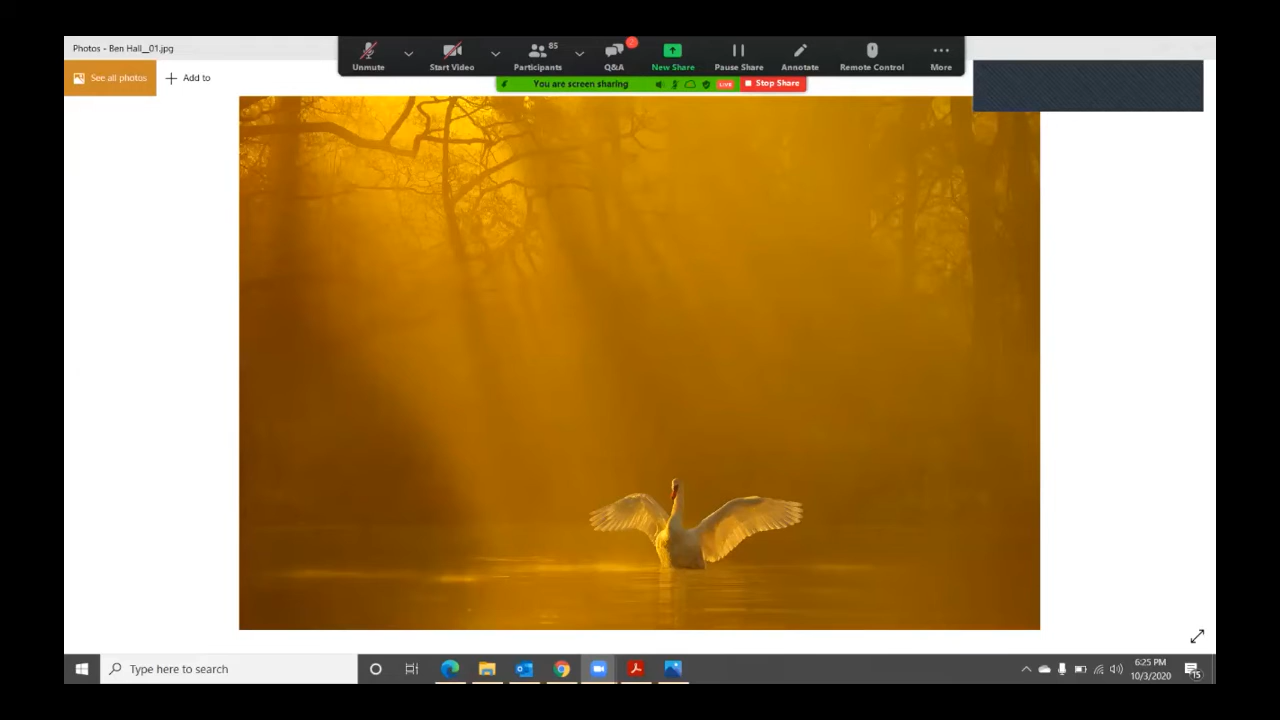 Photos - Ben Hall__01.jpg
See all photos
Add to
Unmute
Start Video
85
Participants
Q&A
New Share
Pause Share
Annotate
Remote Control
More
You are screen sharing
LIVE
Stop Share
Type here to search
6:25 PM
10/3/2020
15